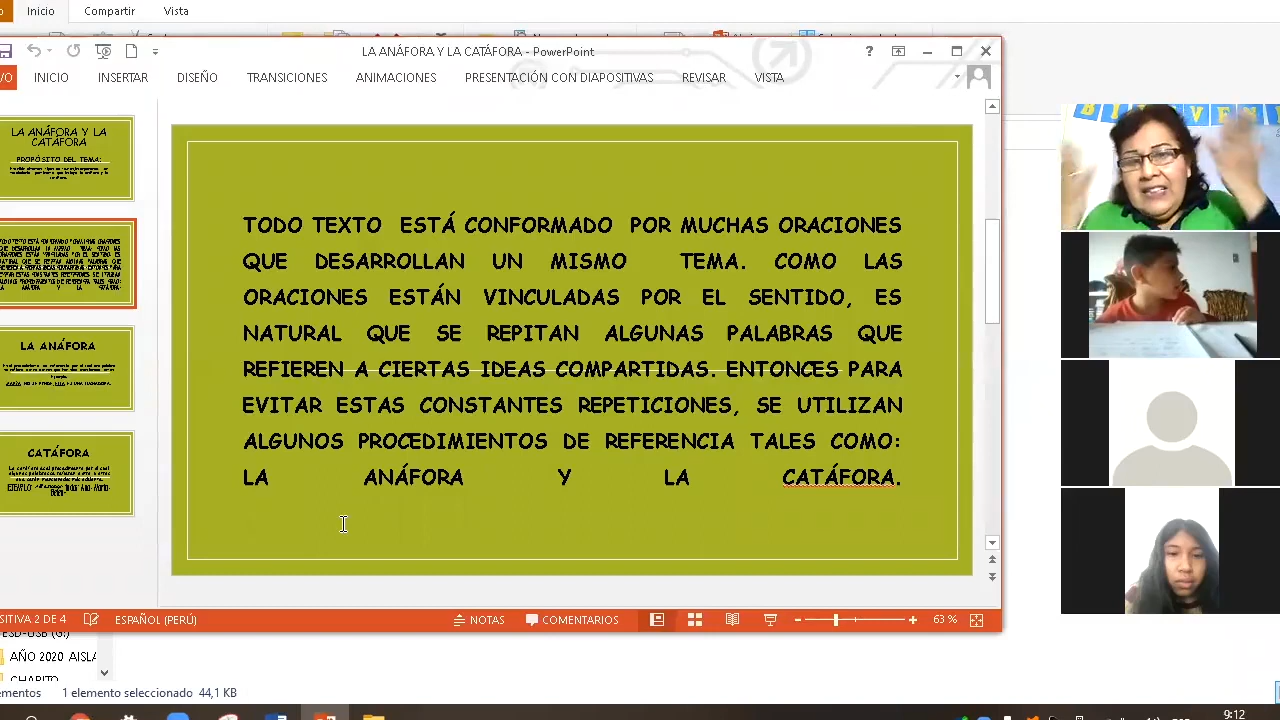 Inicio Compartir Vista
LA ANÁFORA Y LA CATÁFORA - PowerPoint
INICIO INSERTAR DISEÑO TRANSICIONES ANIMACIONES PRESENTACIÓN CON DIAPOSITIVAS REVISAR VISTA
LA ANÁFORA Y LA
CATÁFORA
PROPÓSITO DEL TEMA:
LA ANÁFORA
CATÁFORA
TODO TEXTO ESTÁ CONFORMADO POR MUCHAS ORACIONES
QUE DESARROLLAN UN MISMO TEMA. COMO LAS
ORACIONES ESTÁN VINCULADAS POR EL SENTIDO, ES
NATURAL QUE SE REPITAN ALGUNAS PALABRAS QUE
REFIEREN A CIERTAS IDEAS COMPARTIDAS. ENTONCES PARA
EVITAR ESTAS CONSTANTES REPETICIONES, SE UTILIZAN
ALGUNOS PROCEDIMIENTOS DE REFERENCIA TALES COMO:
LA ANÁFORA Y LA CATÁFORA.
SITIVA 2 DE 4 ESPAÑOL (PERÚ) NOTAS COMENTARIOS 63 %
ESD-USB (G:)
AÑO 2020 AISLA
CHARITO
ementos 1 elemento seleccionado 44,1 KB
9:12